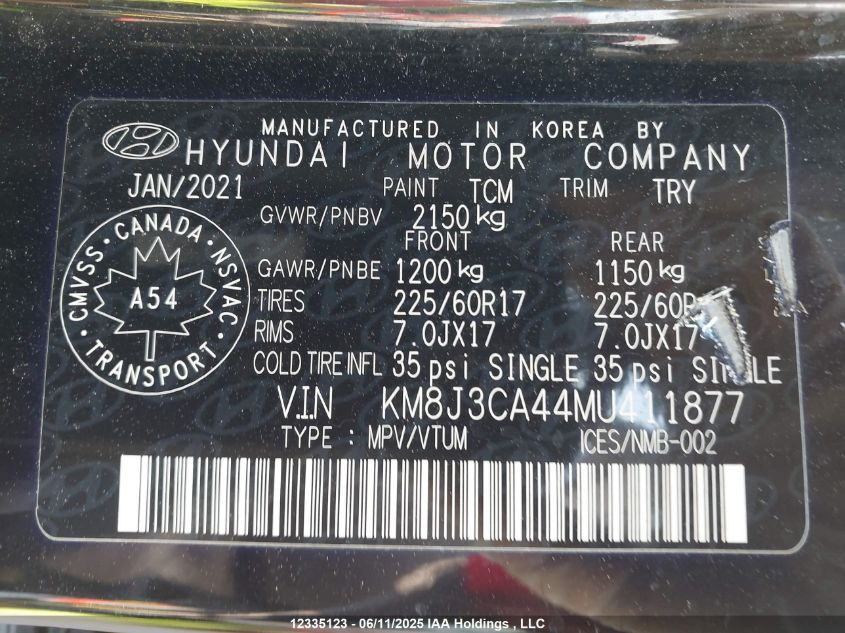 MANUFACTURED IN KOREA BY
HYUNDAI MOTOR COMPANY
JAN/2021 PAINT TCM TRIM TRY
GVWR/PNBV 2150 kg
FRONT REAR
GAWR/PNBE 1200 kg 1150 kg
TIRES 225/60R17 225/60R
RIMS 7.0JX17 7.0JX17
COLD TIRE INFL 35 psi SINGLE 35 psi SINGLE
V.I.N KM8J3CA44MU411877
TYPE : MPV/VTUM ICES/NMB-002
CMVSS · CANADA · NSVAC
A54
· TRANSPORT ·
12335123 - 06/11/2025 IAA Holdings , LLC